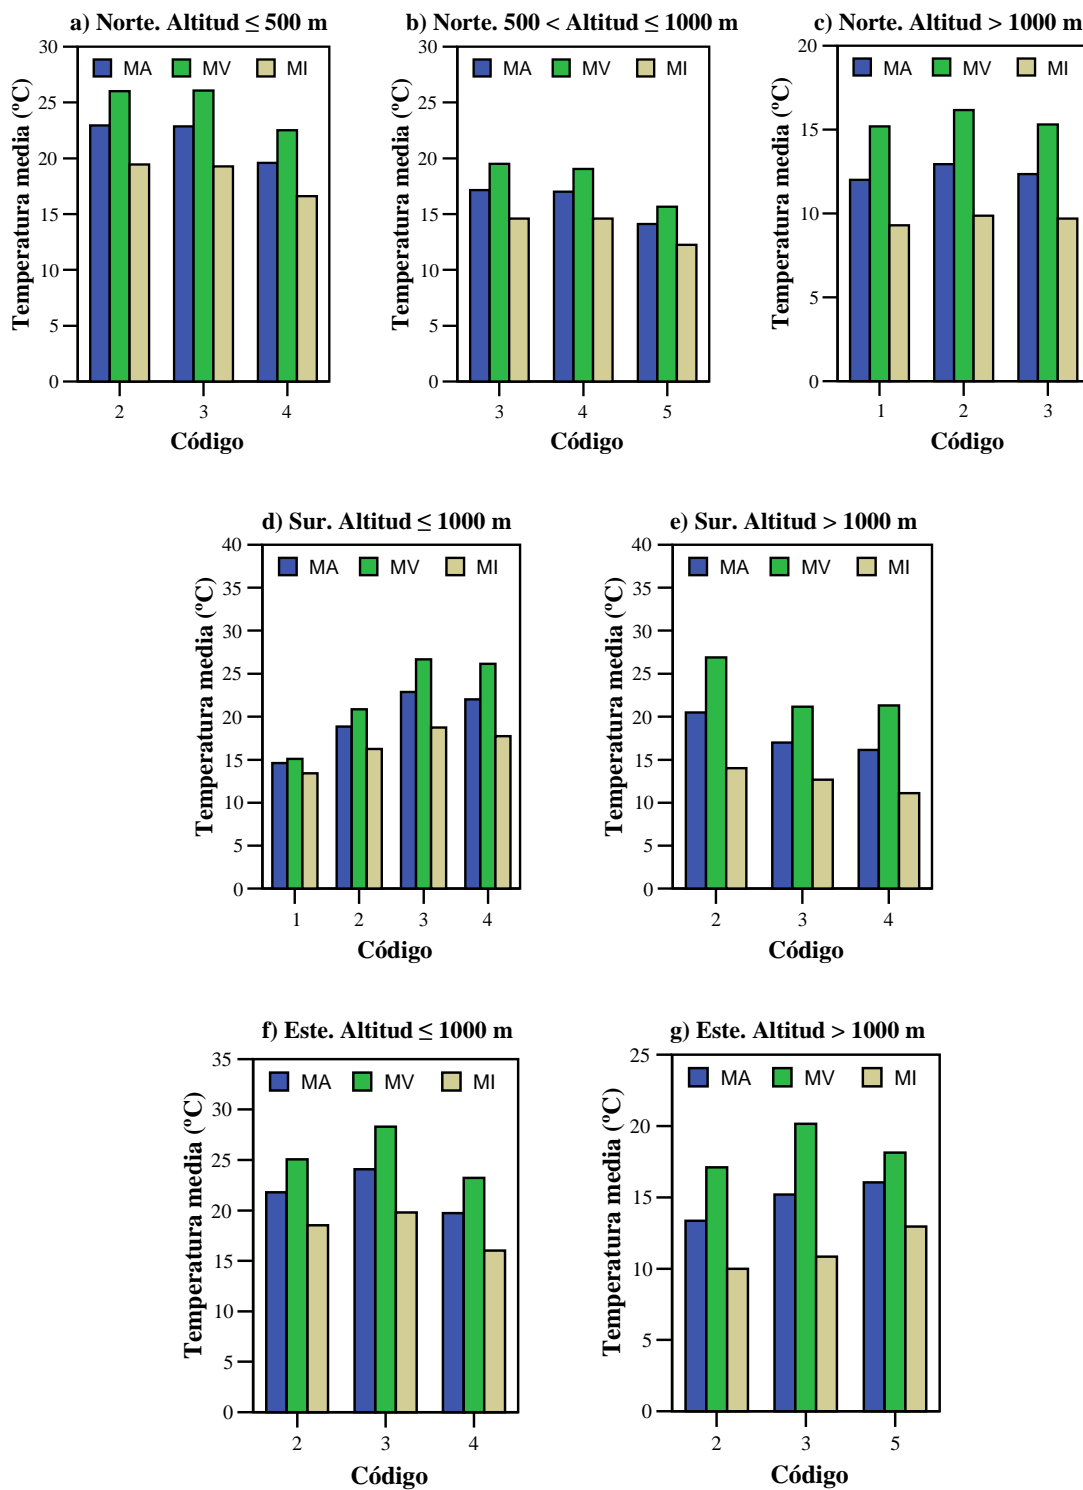 a) Norte. Altitud ≤ 500 m
b) Norte. 500 < Altitud ≤ 1000 m
c) Norte. Altitud > 1000 m
Temperatura media (ºC)
30
25
20
15
10
5
0
MA MV MI
2 3 4
Código
Temperatura media (ºC)
30
25
20
15
10
5
0
MA MV MI
3 4 5
Código
Temperatura media (ºC)
20
15
10
5
0
MA MV MI
1 2 3
Código
d) Sur. Altitud ≤ 1000 m
e) Sur. Altitud > 1000 m
Temperatura media (ºC)
40
35
30
25
20
15
10
5
0
MA MV MI
1 2 3 4
Código
Temperatura media (ºC)
40
35
30
25
20
15
10
5
0
MA MV MI
2 3 4
Código
f) Este. Altitud ≤ 1000 m
g) Este. Altitud > 1000 m
Temperatura media (ºC)
35
30
25
20
15
10
5
0
MA MV MI
2 3 4
Código
Temperatura media (ºC)
25
20
15
10
5
0
MA MV MI
2 3 5
Código